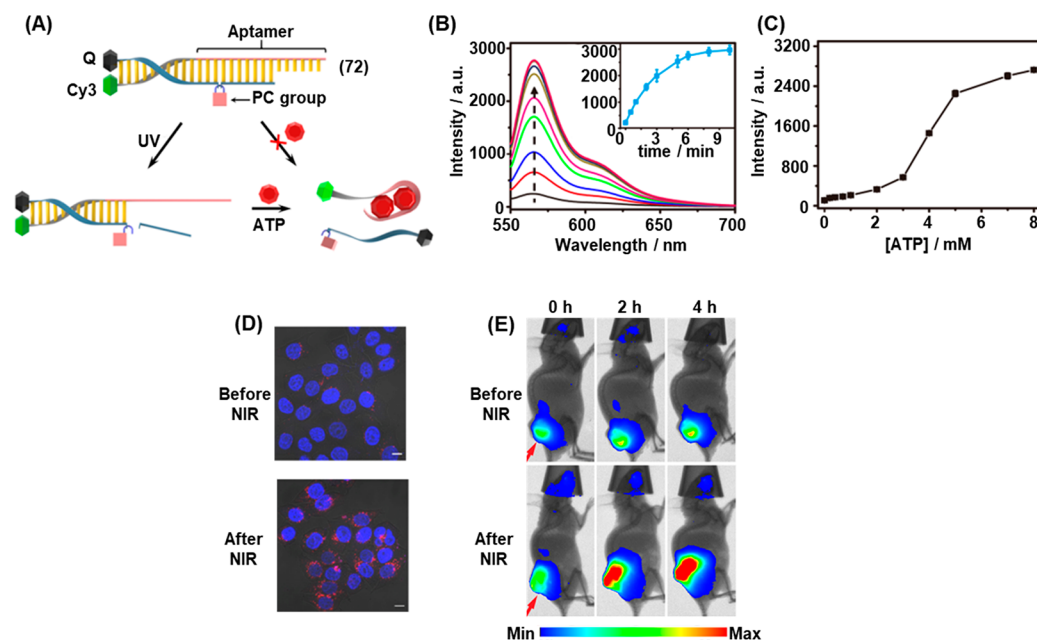 (A)
Aptamer
Q
(72)
Cy3
PC group
UV
ATP
(B)
Intensity / a.u.
3000
2500
2000
1000
0
550
600
650
700
Wavelength / nm
3000
2000
1000
0
0
3
6
9
time / min
(C)
Intensity / a.u.
3200
2400
1600
800
0
0
2
4
6
8
[ATP] / mM
(D)
Before
NIR
After
NIR
(E)
0 h
2 h
4 h
Before
NIR
After
NIR
Min
Max